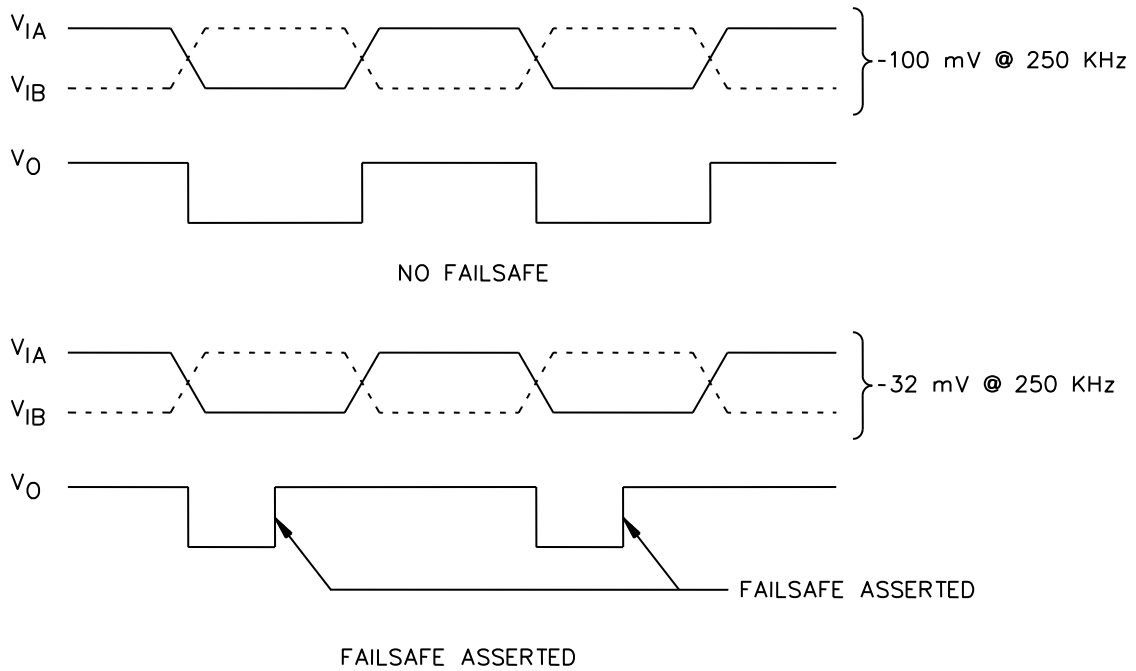 VIA
-100 mV @ 250 KHz
VIB
VO
NO FAILSAFE
VIA
-32 mV @ 250 KHz
VIB
VO
FAILSAFE ASSERTED
FAILSAFE ASSERTED